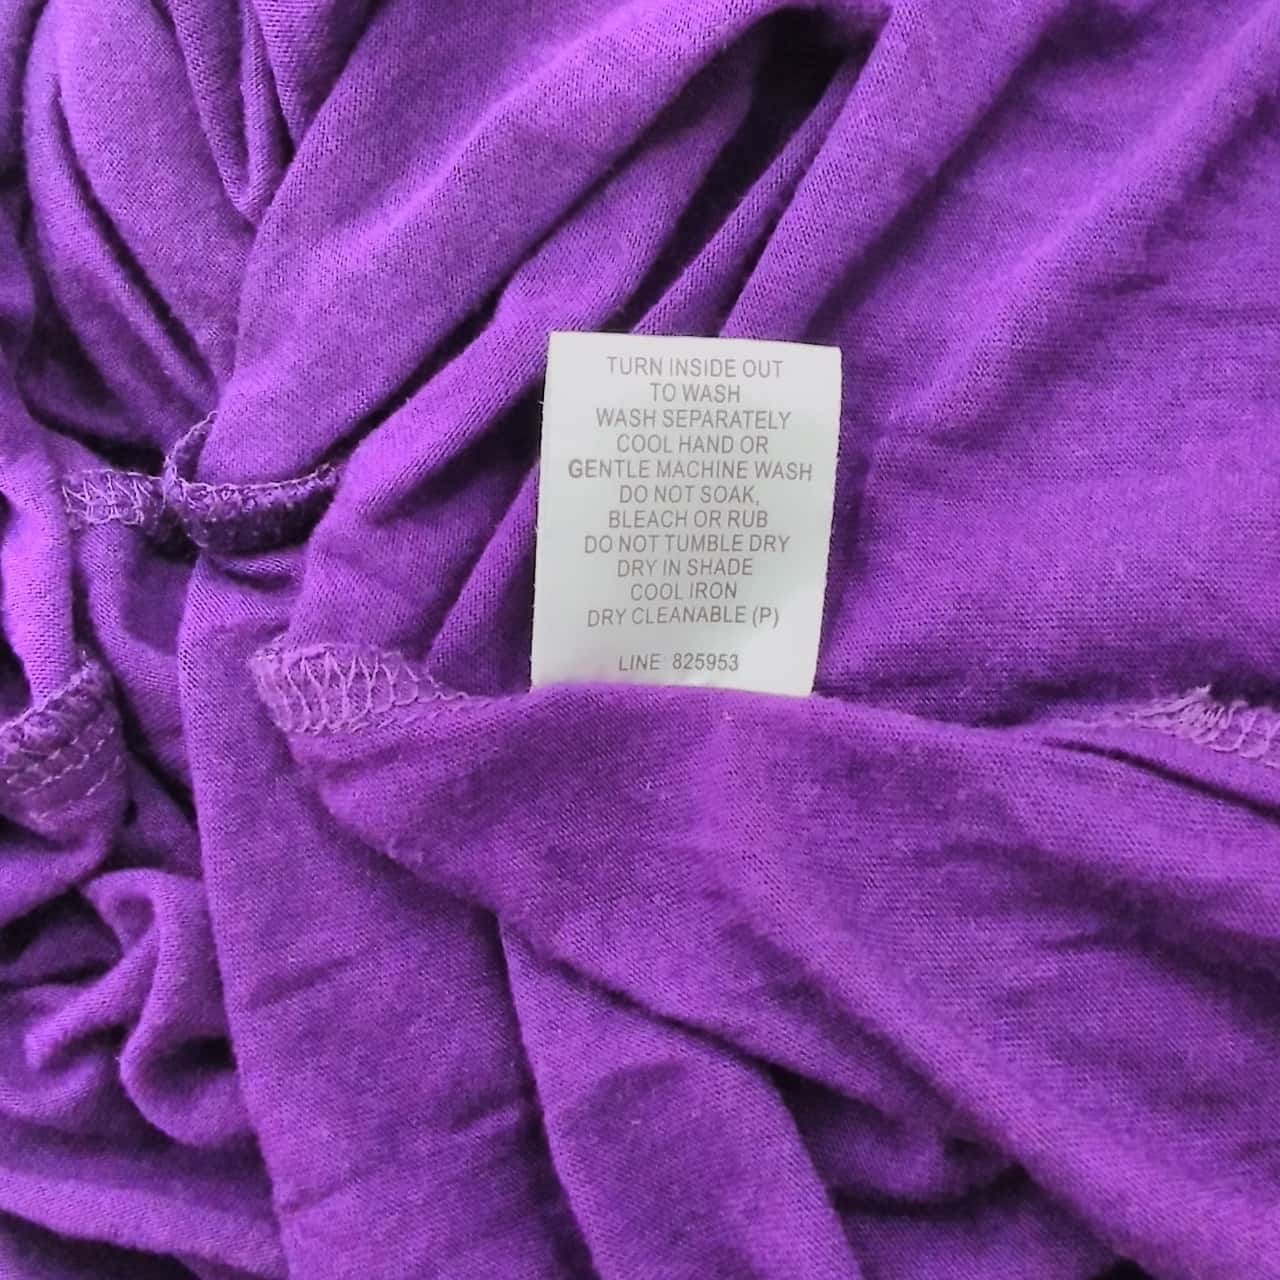 TURN INSIDE OUT
TO WASH
WASH SEPARATELY
COOL HAND OR
GENTLE MACHINE WASH
DO NOT SOAK,
BLEACH OR RUB
DO NOT TUMBLE DRY
DRY IN SHADE
COOL IRON
DRY CLEANABLE (P)
LINE: 825953